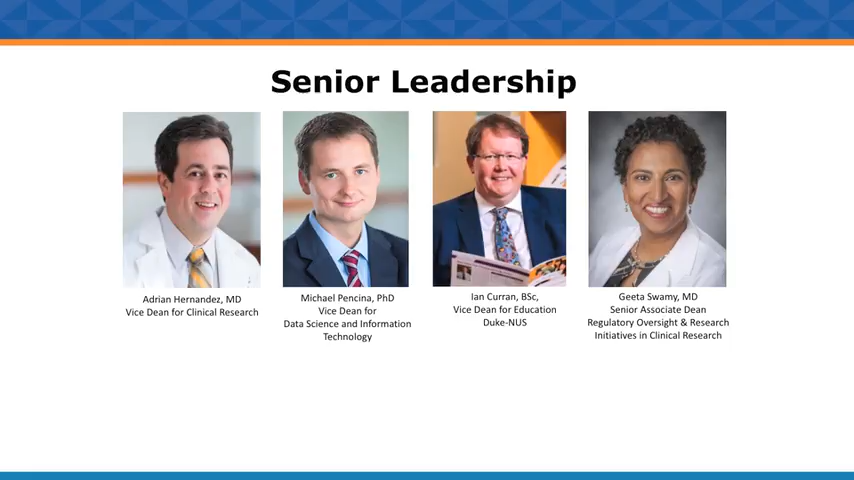 Senior Leadership
Adrian Hernandez, MD
Vice Dean for Clinical Research
Michael Pencina, PhD
Vice Dean for
Data Science and Information
Technology
Ian Curran, BSc,
Vice Dean for Education
Duke-NUS
Geeta Swamy, MD
Senior Associate Dean
Regulatory Oversight & Research
Initiatives in Clinical Research